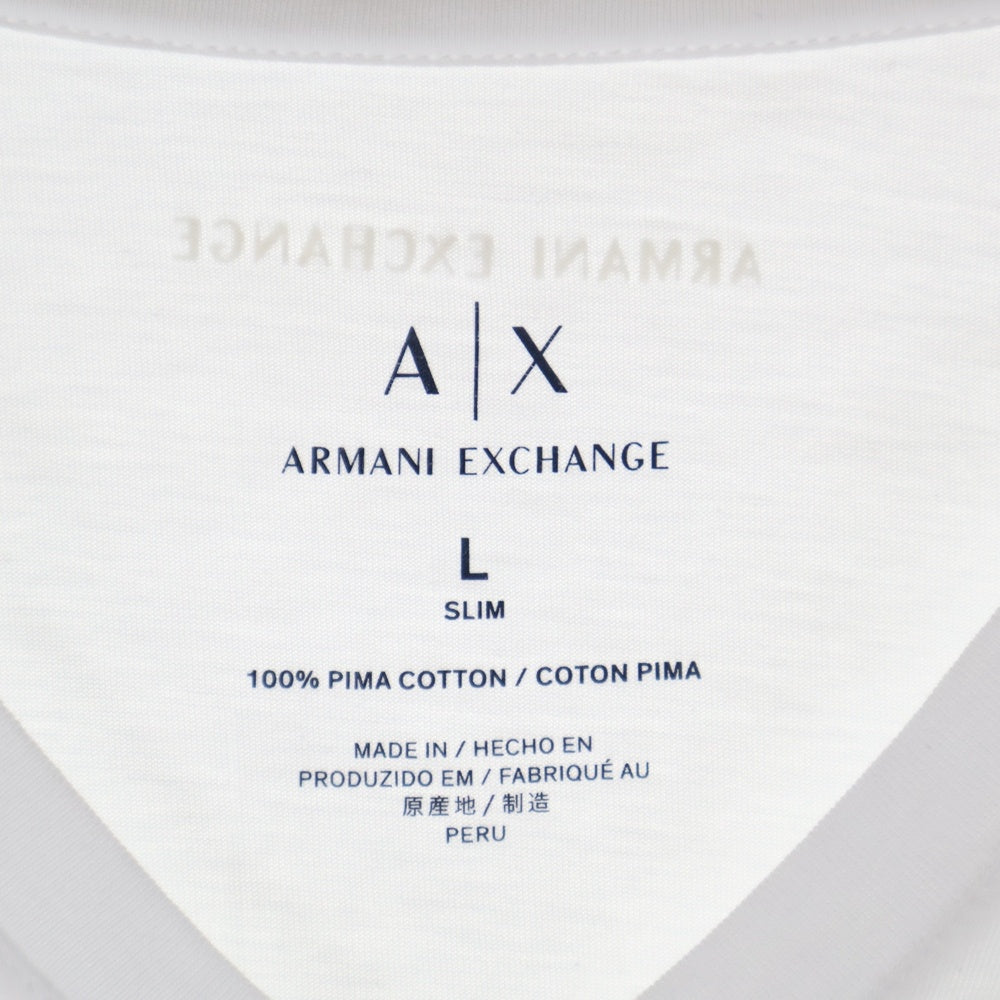 ARMANI EXCHANGE
A|X
ARMANI EXCHANGE
L
SLIM
100% PIMA COTTON / COTON PIMA
MADE IN / HECHO EN
PRODUZIDO EM / FABRIQUÉ AU
原産地 / 制造
PERU